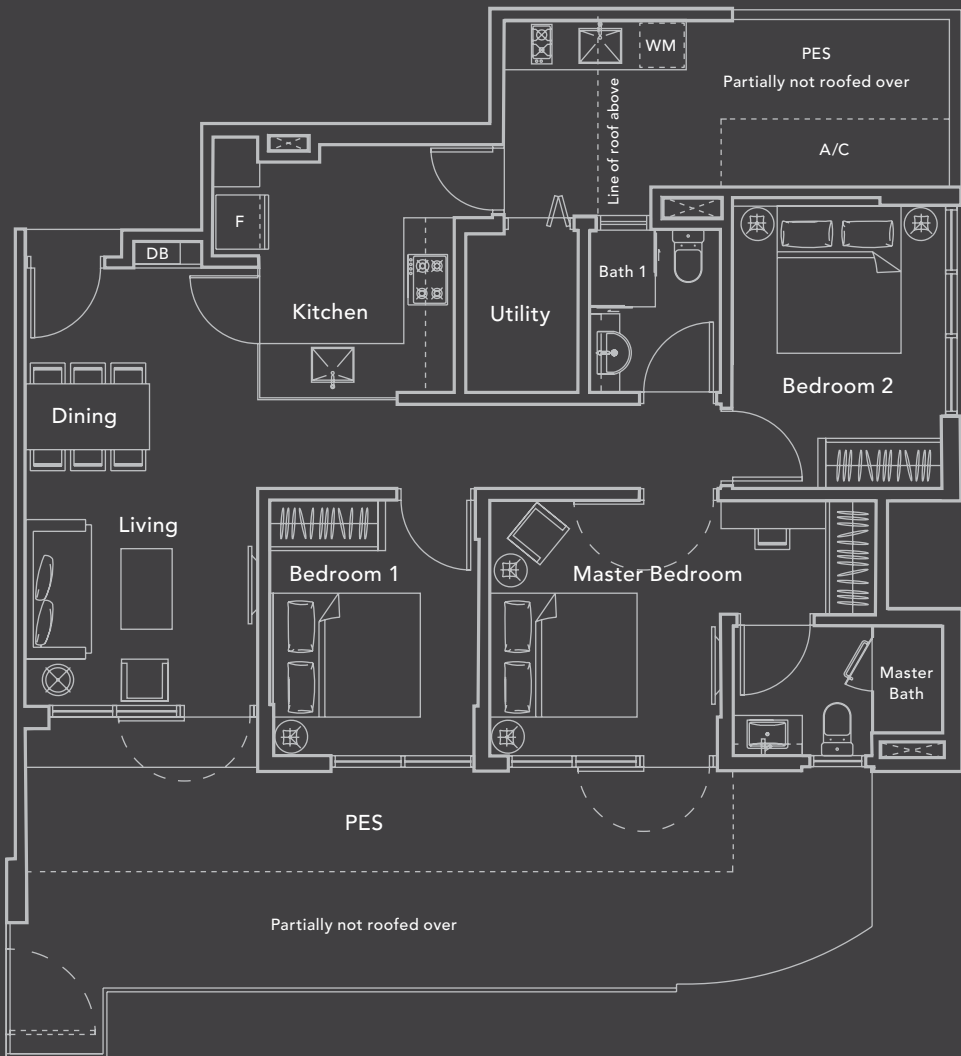 WM
PES
Partially not roofed over
Line of roof above
A/C
F
DB
Kitchen
Utility
Bath 1
Bedroom 2
Dining
Living
Bedroom 1
Master Bedroom
Master
Bath
PES
Partially not roofed over